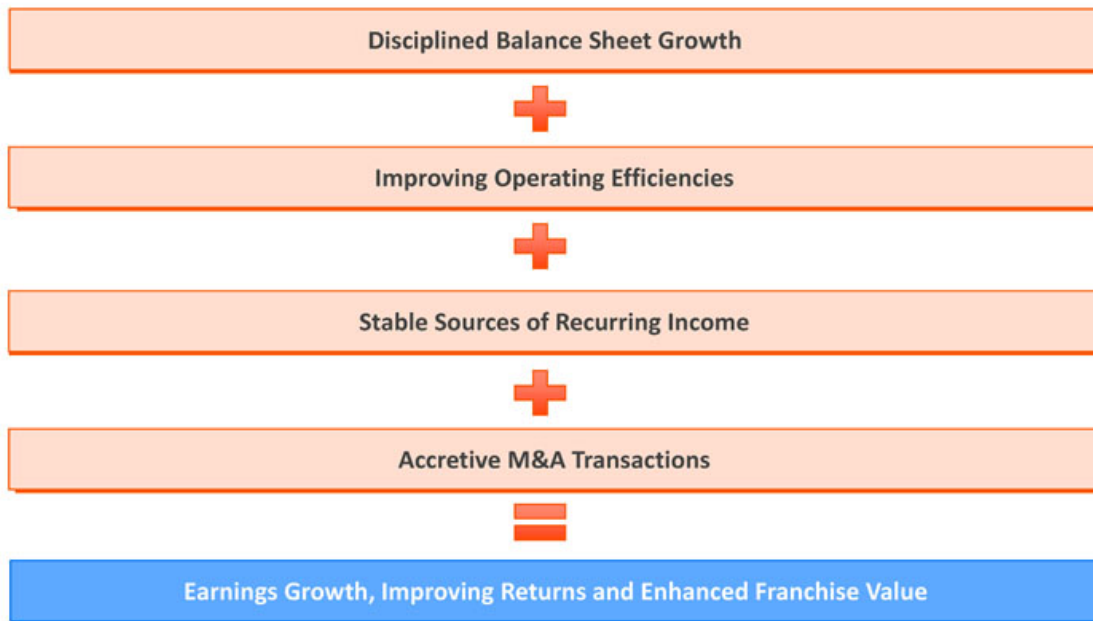 Disciplined Balance Sheet Growth
+
Improving Operating Efficiencies
+
Stable Sources of Recurring Income
+
Accretive M&A Transactions
=
Earnings Growth, Improving Returns and Enhanced Franchise Value